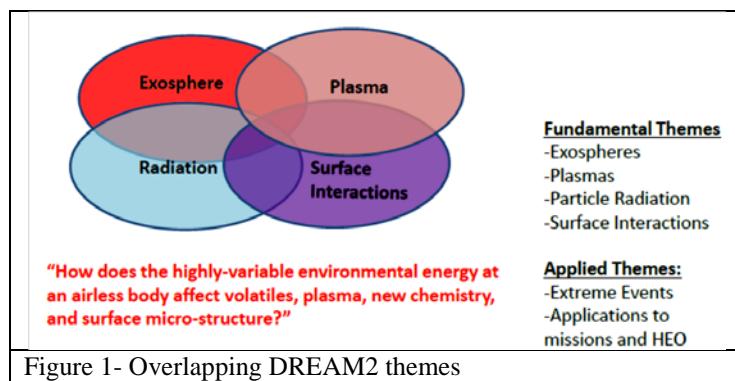 Exosphere
Plasma
Radiation
Surface
Interactions
Fundamental Themes
-Exospheres
-Plasmas
-Particle Radiation
-Surface Interactions
"How does the highly-variable environmental energy at
an airless body affect volatiles, plasma, new chemistry,
and surface micro-structure?"
Applied Themes:
-Extreme Events
-Applications to
missions and HEO
Figure 1- Overlapping DREAM2 themes